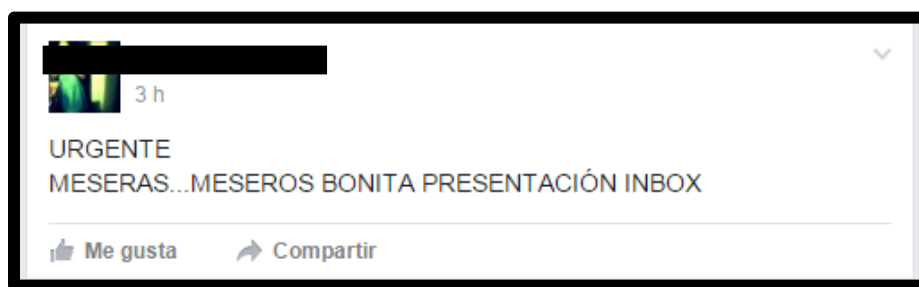 3 h
URGENTE
MESERAS...MESEROS BONITA PRESENTACIÓN INBOX
Me gusta
Compartir